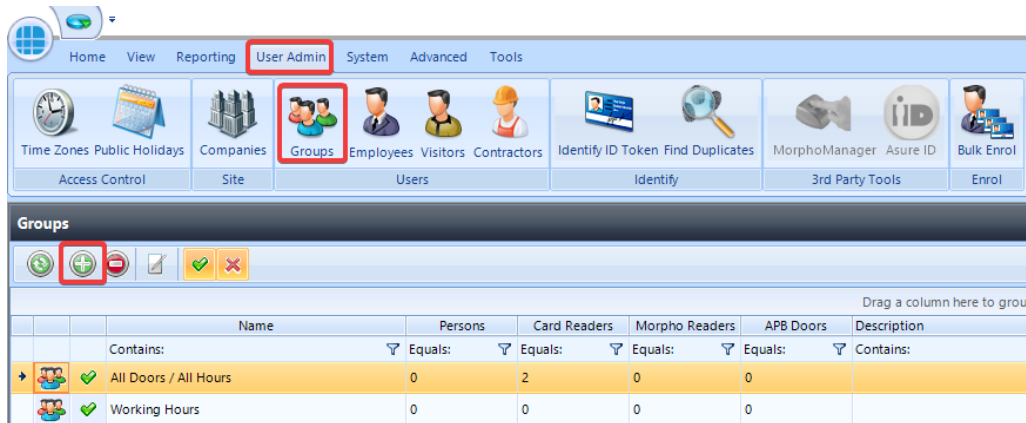 Home View Reporting User Admin System Advanced Tools
Time Zones Public Holidays Companies Groups Employees Visitors Contractors Identify ID Token Find Duplicates MorphoManager Asure ID Bulk Enrol
Access Control Site Users Identify 3rd Party Tools Enrol
Groups
Drag a column here to grou
Name Persons Card Readers Morpho Readers APB Doors Description
Contains: Equals: Equals: Equals: Equals: Contains:
All Doors / All Hours 0 2 0 0
Working Hours 0 0 0 0